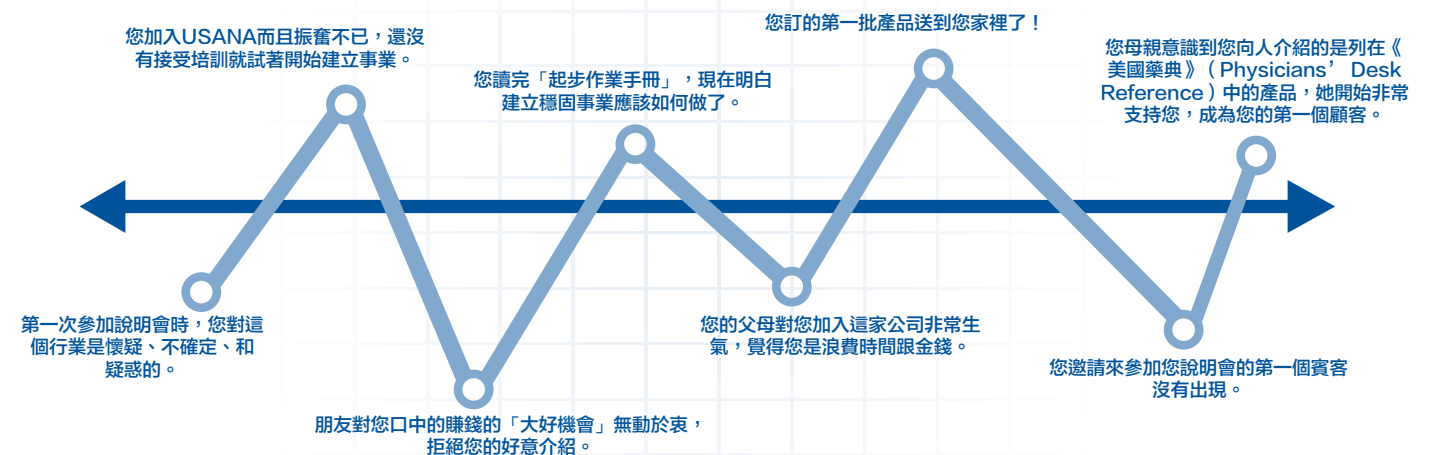 您加入USANA而且振奮不已，還沒
有接受培訓就試著開始建立事業。
您讀完「起步作業手冊」，現在明白
建立穩固事業應該如何做了。
您訂的第一批產品送到您家裡了！
您母親意識到您向人介紹的是列在《
美國藥典》（Physicians’ Desk
Reference）中的產品，她開始非常
支持您，成為您的第一個顧客。
第一次參加說明會時，您對這
個行業是懷疑、不確定、和
疑惑的。
朋友對您口中的賺錢的「大好機會」無動於衷，
拒絕您的好意介紹。
您的父母對您加入這家公司非常生
氣，覺得您是浪費時間跟金錢。
您邀請來參加您說明會的第一個賓客
沒有出現。